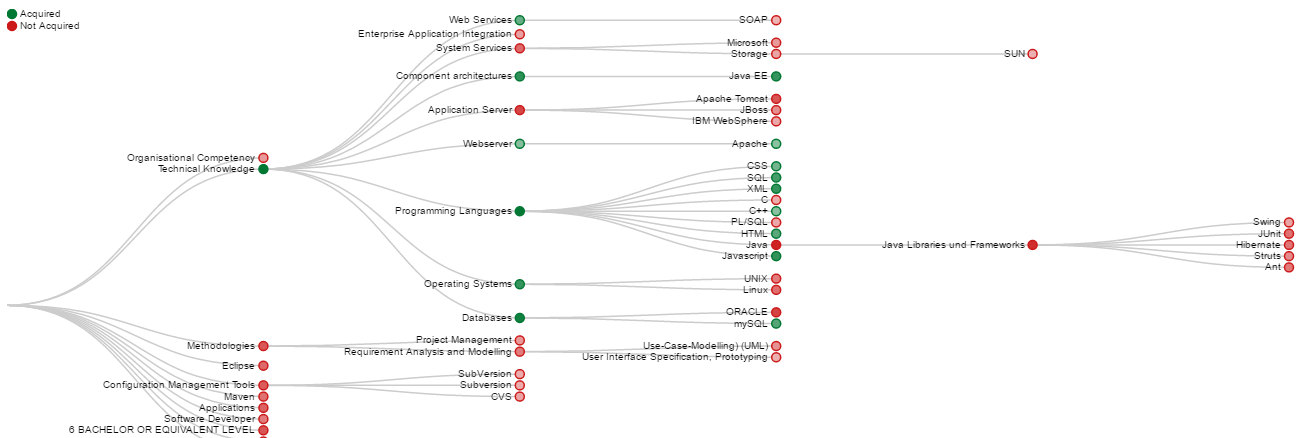 Acquired
Not Acquired
Web Services
SOAP
Enterprise Application Integration
Microsoft
System Services
Storage
SUN
Component architectures
Java EE
Apache Tomcat
Application Server
JBoss
IBM WebSphere
Webserver
Apache
Organisational Competency
Technical Knowledge
CSS
SQL
XML
C
Programming Languages
C++
PL/SQL
Swing
HTML
JUnit
Java
Java Libraries und Frameworks
Hibernate
Javascript
Struts
Ant
UNIX
Operating Systems
Linux
ORACLE
Databases
mySQL
Methodologies
Project Management
Use-Case-Modelling) (UML)
Requirement Analysis and Modelling
User Interface Specification, Prototyping
Eclipse
SubVersion
Configuration Management Tools
Subversion
Maven
CVS
Applications
Software Developer
6 BACHELOR OR EQUIVALENT LEVEL